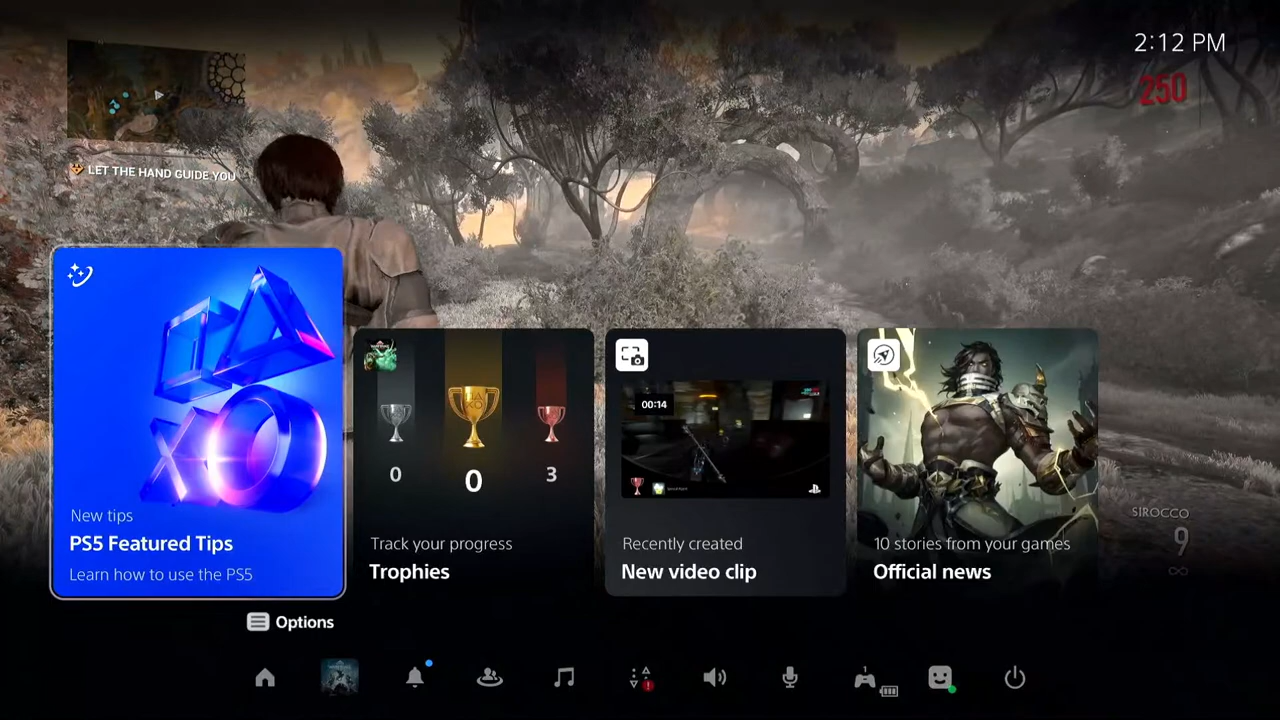 2:12 PM
250
LET THE HAND GUIDE YOU
New tips
PS5 Featured Tips
Learn how to use the PS5
0
0
3
Track your progress
Trophies
00:14
Recently created
New video clip
10 stories from your games
Official news
SIROCCO
9
∞
Options
1